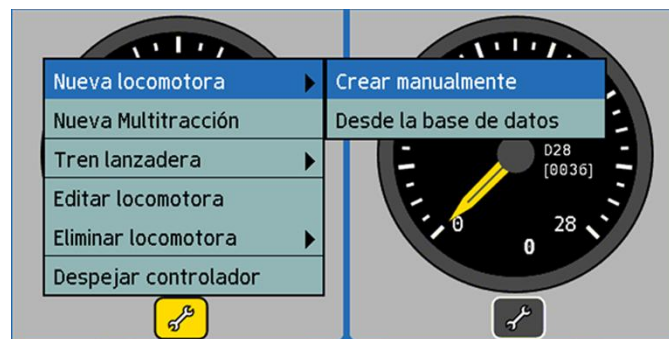 Nueva locomotora
Nueva Multitracción
Tren lanzadera
Editar locomotora
Eliminar locomotora
Despejar controlador
Crear manualmente
Desde la base de datos
D28
[0036]
0
28
0